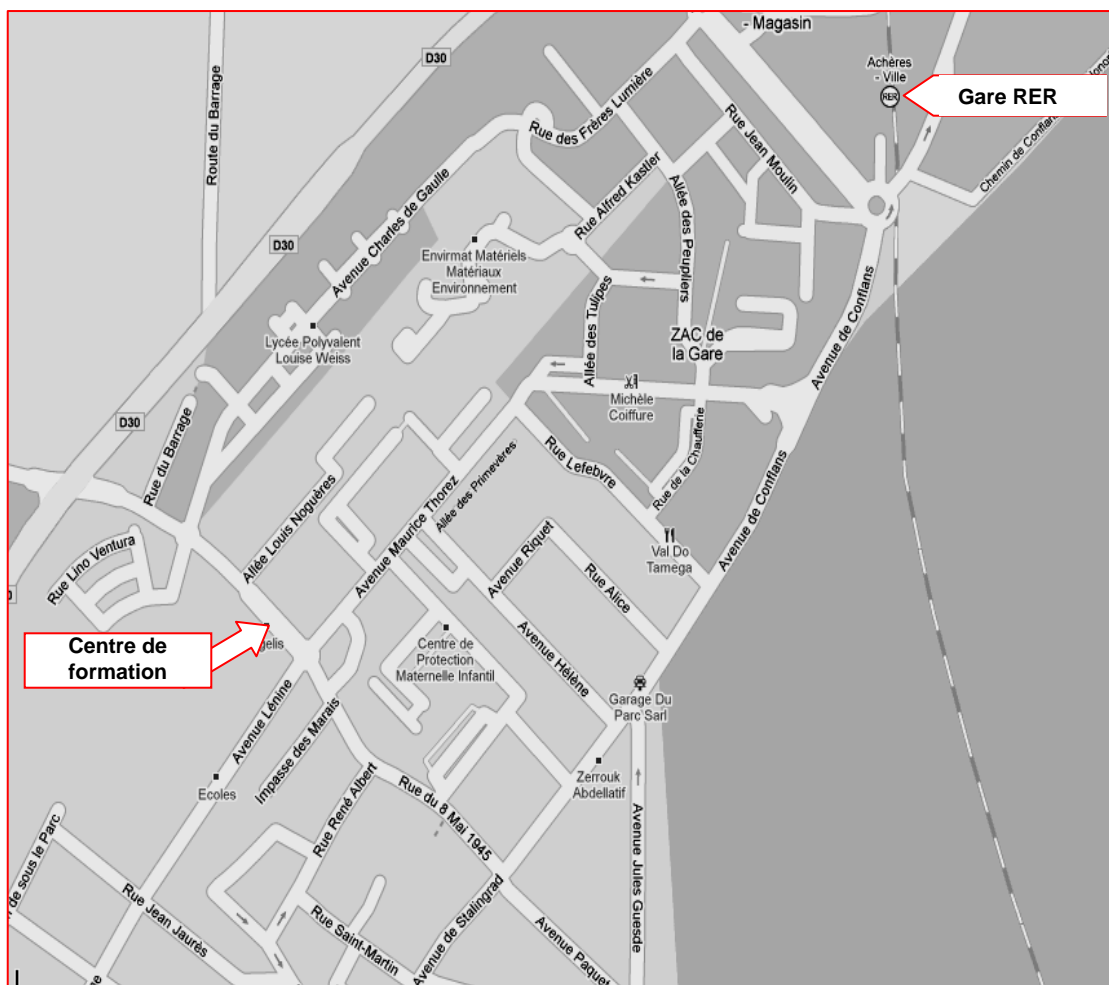 - Magasin
D30
Achères
- Ville
RER
Gare RER
Route du Barrage
Rue des Frères Lumière
Rue Jean Moulin
Chemin de Conflans
Avenue Charles de Gaulle
Rue Alfred Kastler
Allée des Peupliers
D30
Envirmat Matériels
Matériaux
Environnement
Allée des Tulipes
Avenue de Conflans
Lycée Polyvalent
Louise Weiss
ZAC de
la Gare
Michèle
Coiffure
D30
Rue du Barrage
Rue Lefebvre
Rue de la Chaufferie
Allée des Primevères
Allée Louis Noguères
Avenue Maurice Thorez
Avenue de Conflans
Val Do
Tamega
Rue Lino Ventura
Avenue Riquet
Rue Alice
Centre de
formation
gelis
Centre de
Protection
Maternelle Infantil
Avenue Hélène
Garage Du
Parc Sarl
Avenue Lénine
Impasse des Marais
Ecoles
Zerrouk
Abdellatif
Rue René Albert
Rue du 8 Mai 1945
Avenue Jules Guesde
n de sous le Parc
Rue Jean Jaurès
Rue Saint-Martin
Avenue de Stalingrad
Avenue Paquet